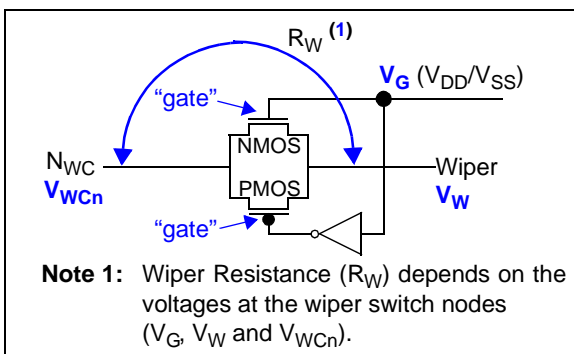 R_W (1)
V_G (V_DD/V_SS)
"gate"
NMOS
N_WC
V_WCn
Wiper
V_W
PMOS
"gate"
Note 1: Wiper Resistance (R_W) depends on the
voltages at the wiper switch nodes
(V_G, V_W and V_WCn).